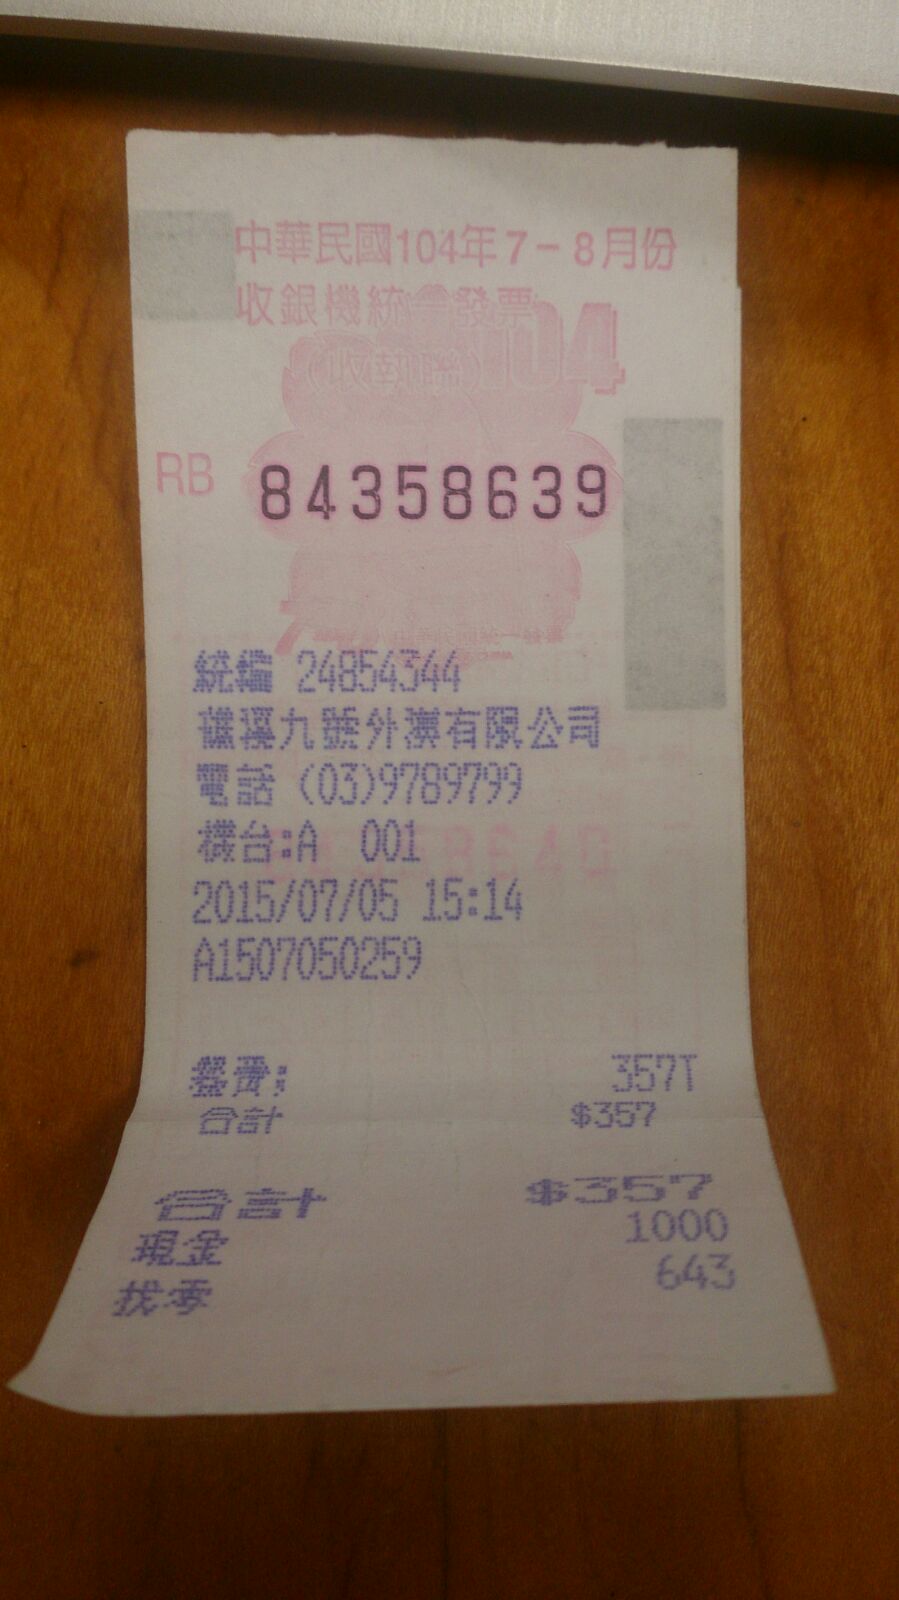 中華民國104年7-8月份
收銀機統一發票
(收執聯)
104
RB 84358639
統編 24854344
礁溪九號外澳有限公司
電話 (03)9789799
機台:A 001
2015/07/05 15:14
A1507050259
餐費: 357T
合計 $357
合計 $357
現金 1000
找零 643